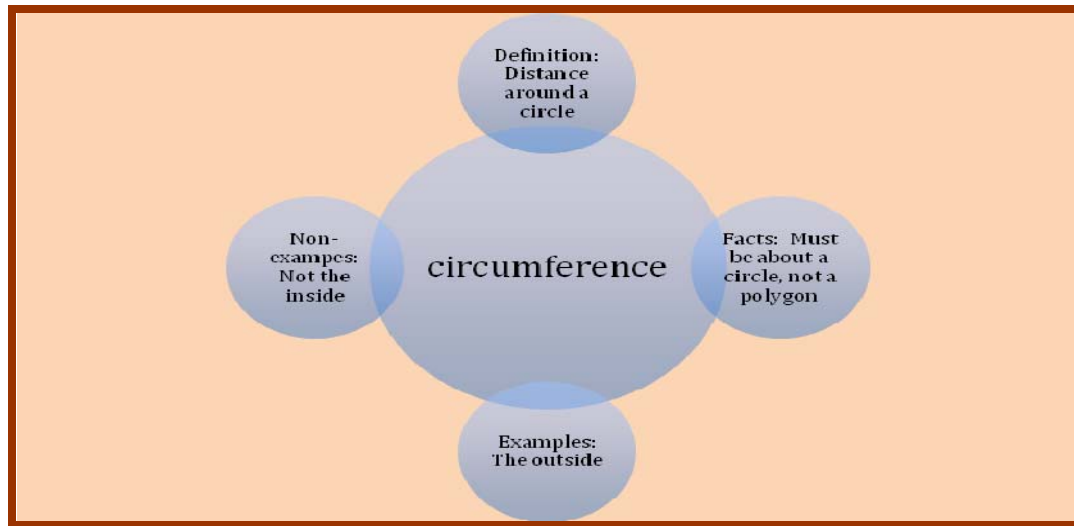 Definition:
Distance
around a
circle
Non-
exampes:
Not the
inside
circumference
Facts: Must
be about a
circle, not a
polygon
Examples:
The outside